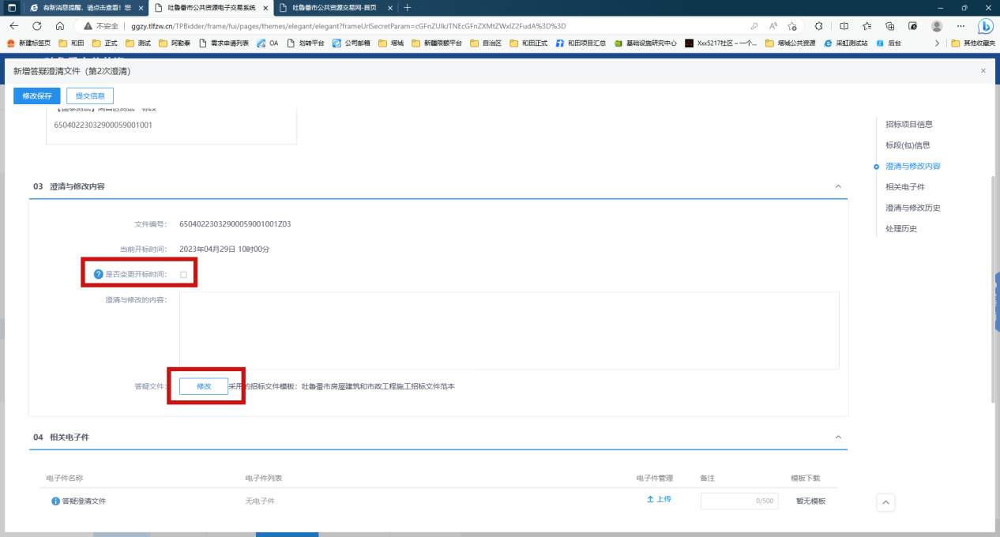 有新消息提醒，请点击查看！您
吐鲁番市公共资源电子交易系统
吐鲁番市公共资源交易网-首页
不安全
ggzy.tlfzw.cn/TPBidder/frame/fui/pages/themes/elegant/elegant?frameUrlSecretParam=cGFnZUlkJTNEcGFnZXMtZWxlZ2FudA%3D%3D
新建标签页 和田 正式 测试 阿勒泰 需求申请列表 OA 划转平台 公司邮箱 塔城 新疆限额平台 自治区 和田正式 和田项目汇总 基础设施研究中心 Xxx5217社区 – 一个... 塔城公共资源 采虹测试站 后台 其他收藏夹
新增答疑澄清文件（第2次澄清）
修改保存 提交信息
65040223032900059001001
招标项目信息
标段(包)信息
澄清与修改内容
相关电子件
澄清与修改历史
处理历史
03 澄清与修改内容
文件编号： 65040223032900059001001Z03
当前开标时间： 2023年04月29日 10时00分
是否变更开标时间：
澄清与修改的内容：
答疑文件： 修改 采用的招标文件模板：吐鲁番市房屋建筑和市政工程施工招标文件范本
04 相关电子件
电子件名称 电子件列表 电子件管理 备注 模板下载
答疑澄清文件 无电子件 上传 0/500 暂无模板